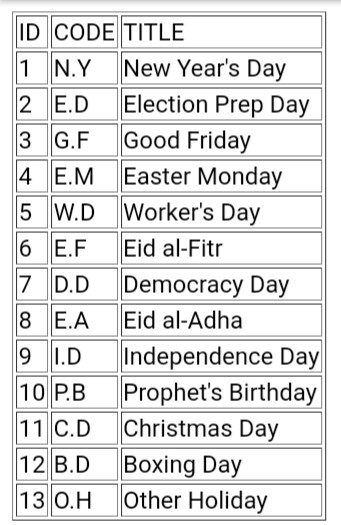 ID CODE TITLE
1 N.Y New Year's Day
2 E.D Election Prep Day
3 G.F Good Friday
4 E.M Easter Monday
5 W.D Worker's Day
6 E.F Eid al-Fitr
7 D.D Democracy Day
8 E.A Eid al-Adha
9 I.D Independence Day
10 P.B Prophet's Birthday
11 C.D Christmas Day
12 B.D Boxing Day
13 O.H Other Holiday